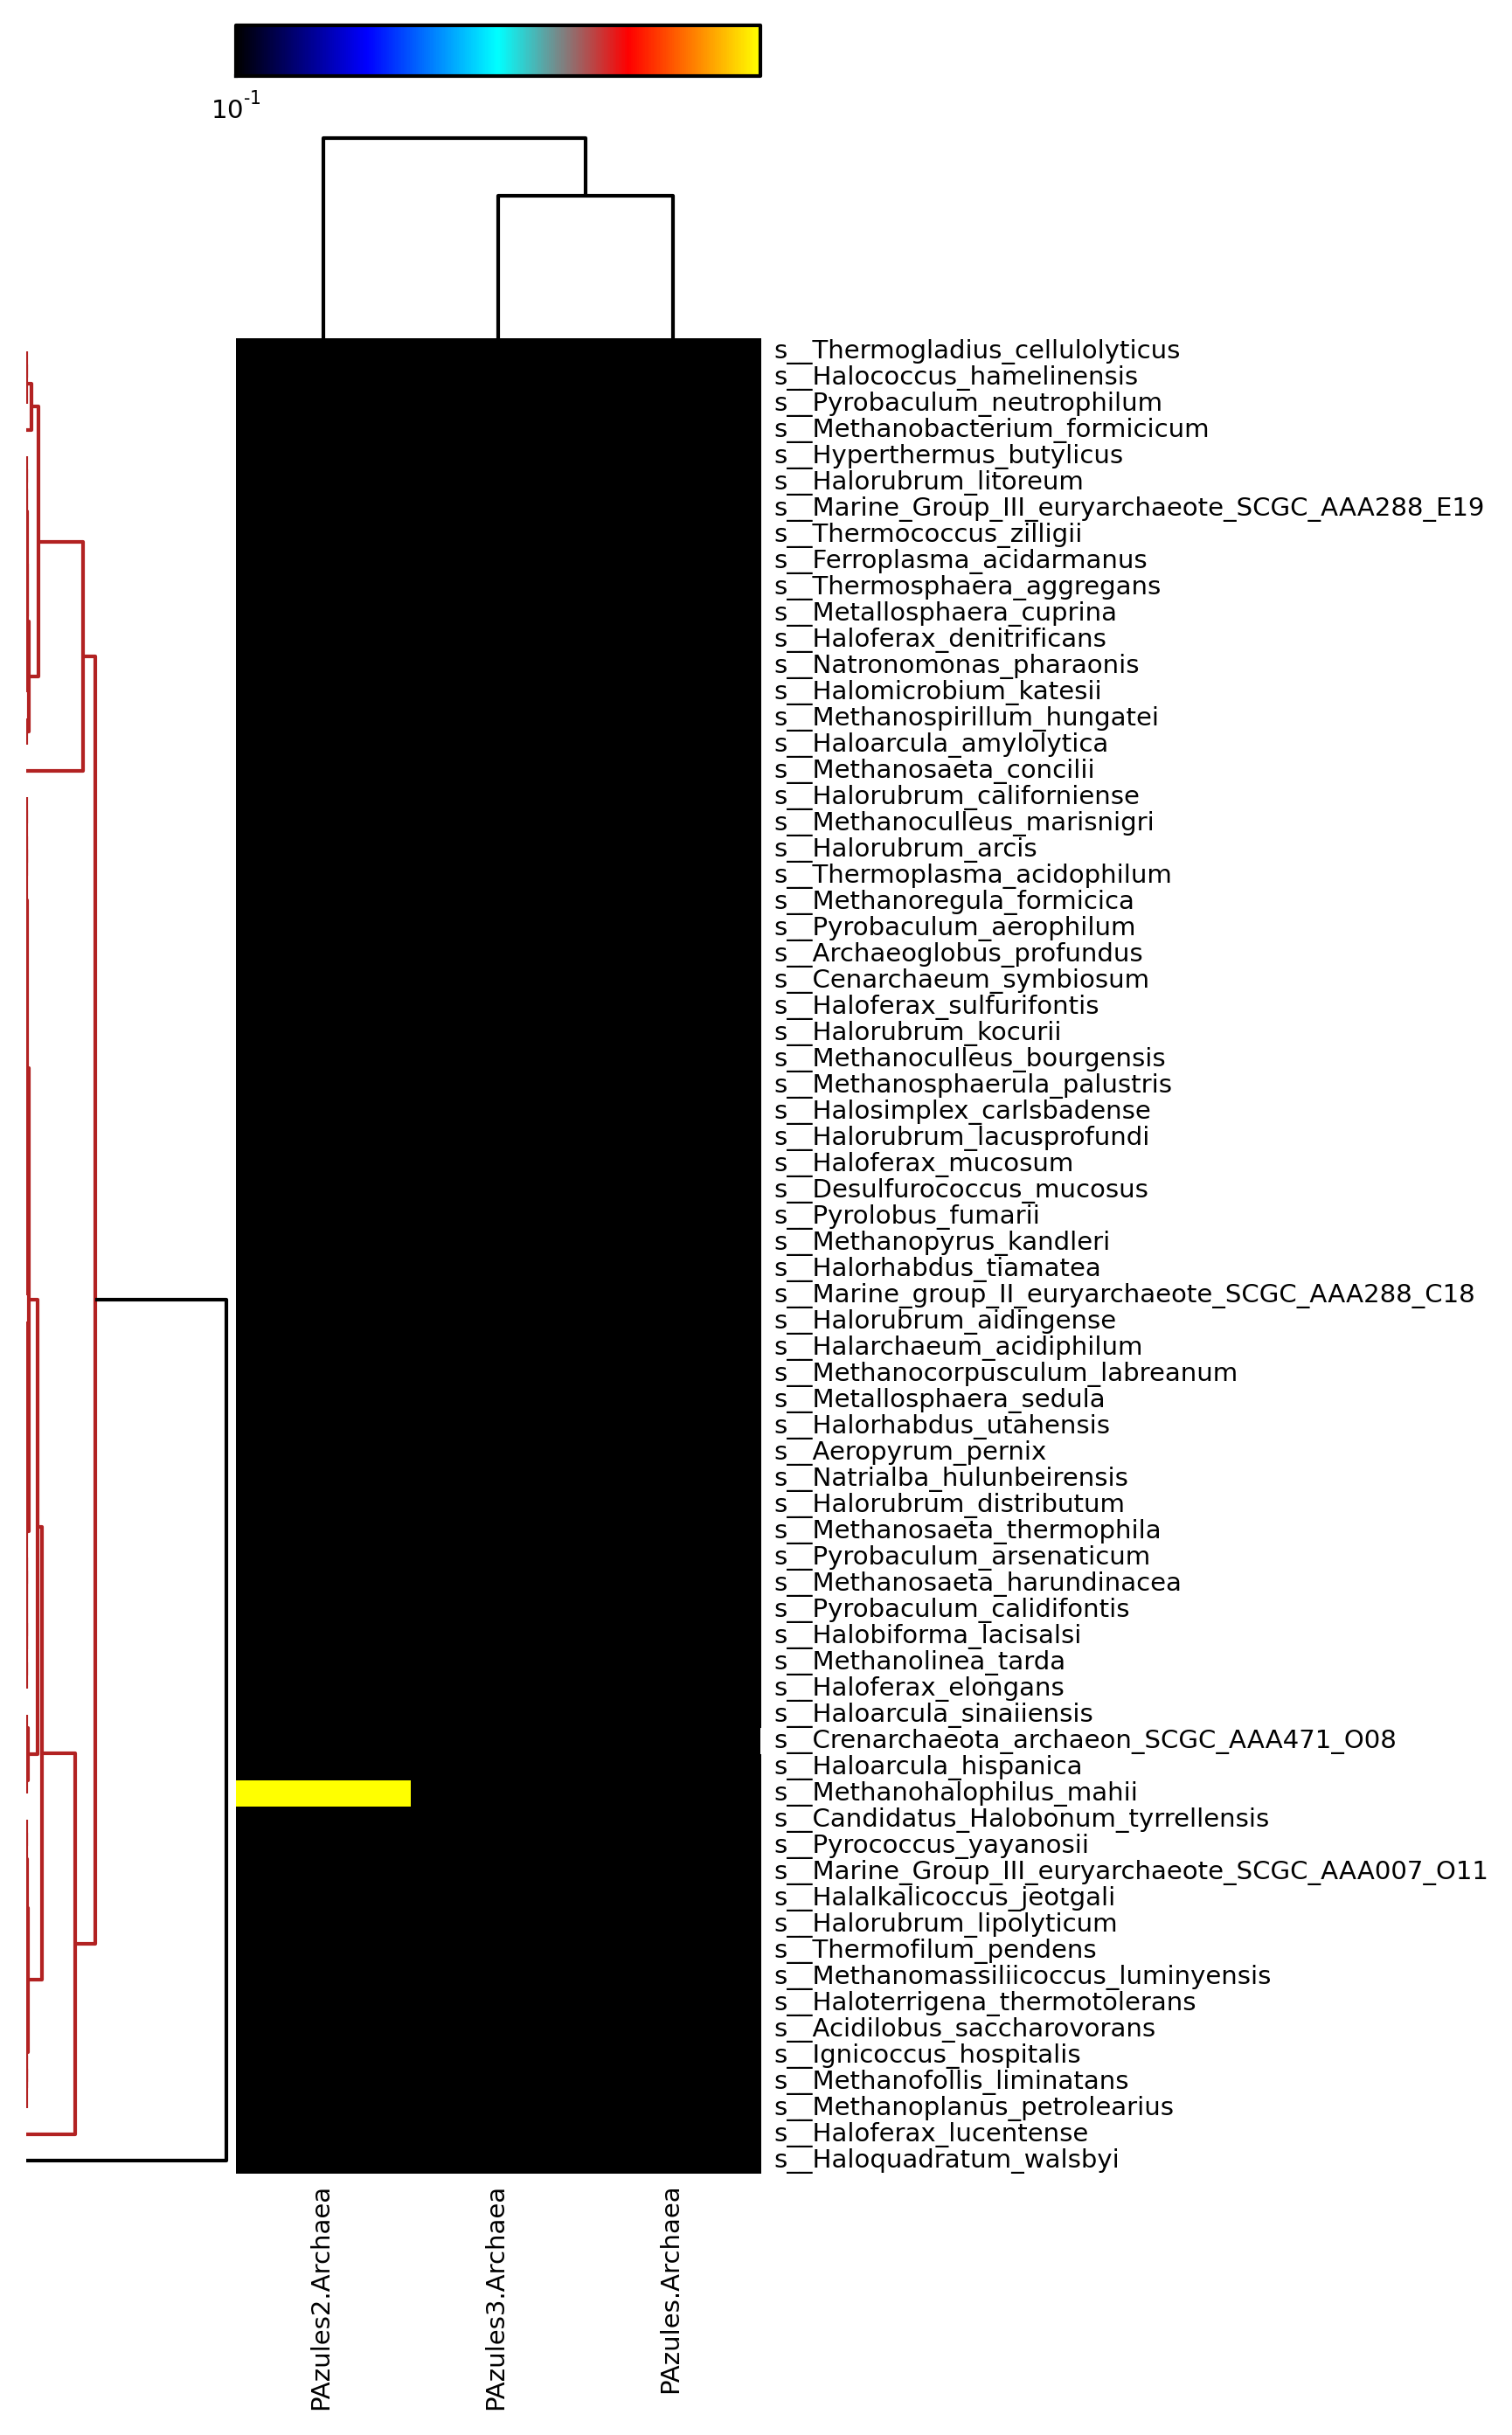 10-1
s__Thermogladius_cellulolyticus
s__Halococcus_hamelinensis
s__Pyrobaculum_neutrophilum
s__Methanobacterium_formicicum
s__Hyperthermus_butylicus
s__Halorubrum_litoreum
s__Marine_Group_III_euryarchaeote_SCGC_AAA288_E19
s__Thermococcus_zilligii
s__Ferroplasma_acidarmanus
s__Thermosphaera_aggregans
s__Metallosphaera_cuprina
s__Haloferax_denitrificans
s__Natronomonas_pharaonis
s__Halomicrobium_katesii
s__Methanospirillum_hungatei
s__Haloarcula_amylolytica
s__Methanosaeta_concilii
s__Halorubrum_californiense
s__Methanoculleus_marisnigri
s__Halorubrum_arcis
s__Thermoplasma_acidophilum
s__Methanoregula_formicica
s__Pyrobaculum_aerophilum
s__Archaeoglobus_profundus
s__Cenarchaeum_symbiosum
s__Haloferax_sulfurifontis
s__Halorubrum_kocurii
s__Methanoculleus_bourgensis
s__Methanosphaerula_palustris
s__Halosimplex_carlsbadense
s__Halorubrum_lacusprofundi
s__Haloferax_mucosum
s__Desulfurococcus_mucosus
s__Pyrolobus_fumarii
s__Methanopyrus_kandleri
s__Halorhabdus_tiamatea
s__Marine_group_II_euryarchaeote_SCGC_AAA288_C18
s__Halorubrum_aidingense
s__Halarchaeum_acidiphilum
s__Methanocorpusculum_labreanum
s__Metallosphaera_sedula
s__Halorhabdus_utahensis
s__Aeropyrum_pernix
s__Natrialba_hulunbeirensis
s__Halorubrum_distributum
s__Methanosaeta_thermophila
s__Pyrobaculum_arsenaticum
s__Methanosaeta_harundinacea
s__Pyrobaculum_calidifontis
s__Halobiforma_lacisalsi
s__Methanolinea_tarda
s__Haloferax_elongans
s__Haloarcula_sinaiiensis
s__Crenarchaeota_archaeon_SCGC_AAA471_O08
s__Haloarcula_hispanica
s__Methanohalophilus_mahii
s__Candidatus_Halobonum_tyrrellensis
s__Pyrococcus_yayanosii
s__Marine_Group_III_euryarchaeote_SCGC_AAA007_O11
s__Halalkalicoccus_jeotgali
s__Halorubrum_lipolyticum
s__Thermofilum_pendens
s__Methanomassiliicoccus_luminyensis
s__Haloterrigena_thermotolerans
s__Acidilobus_saccharovorans
s__Ignicoccus_hospitalis
s__Methanofollis_liminatans
s__Methanoplanus_petrolearius
s__Haloferax_lucentense
s__Haloquadratum_walsbyi
PAzules2.Archaea
PAzules3.Archaea
PAzules.Archaea